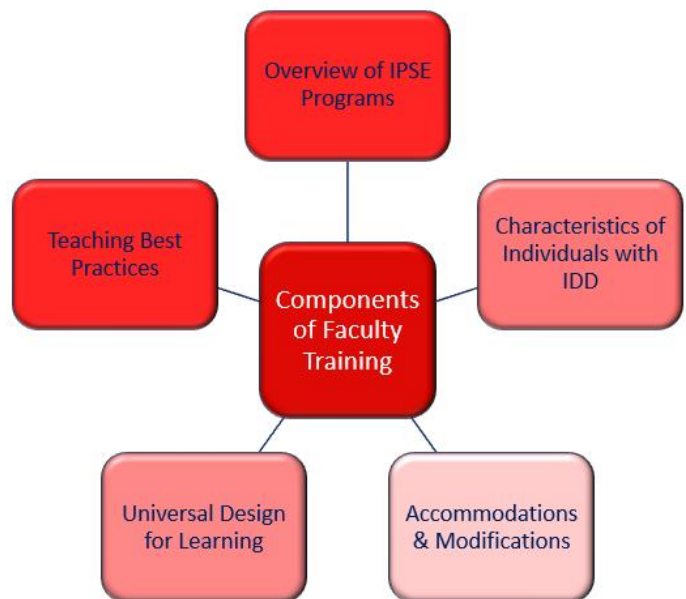 Overview of IPSE
Programs
Characteristics of
Individuals with
IDD
Teaching Best
Practices
Components
of Faculty
Training
Universal Design
for Learning
Accommodations
& Modifications